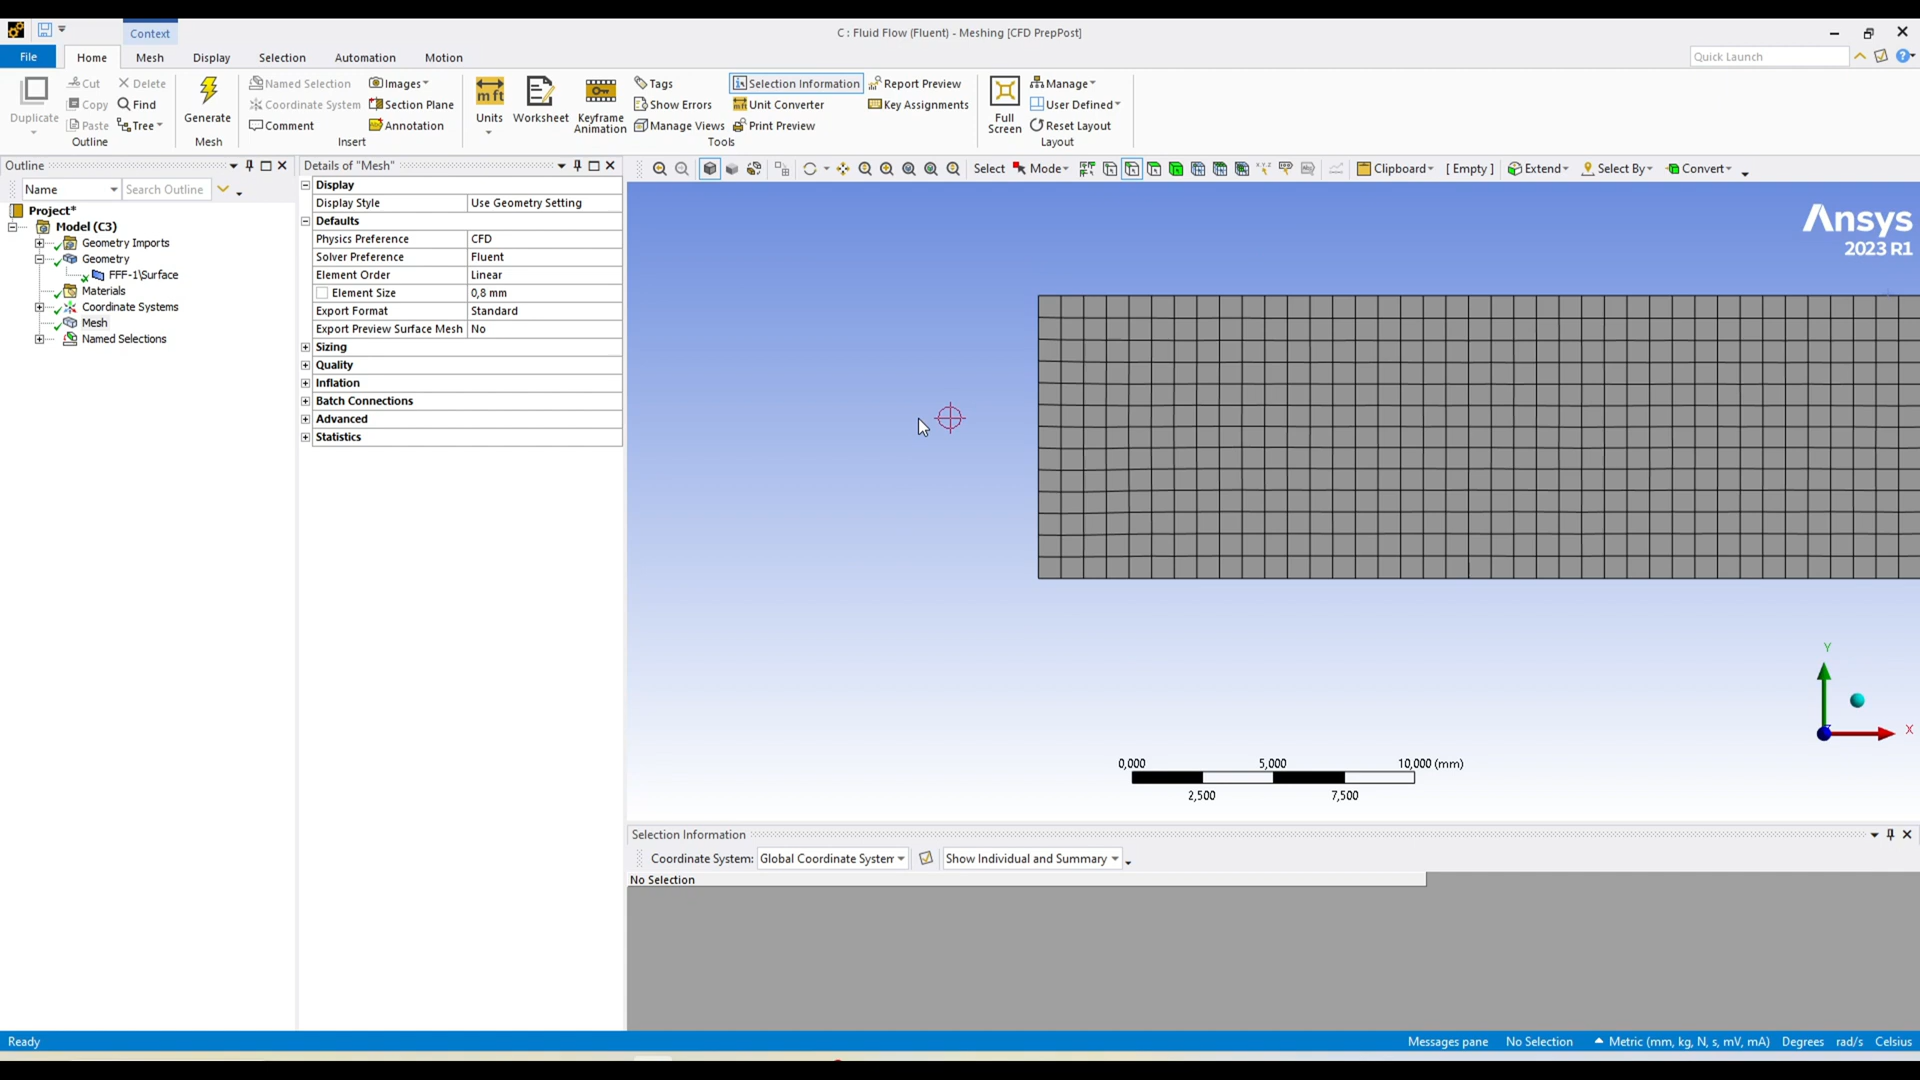 Context
C : Fluid Flow (Fluent) - Meshing [CFD PrepPost]
File Home Mesh Display Selection Automation Motion
Quick Launch
Duplicate
Cut
Copy
Paste
Delete
Find
Tree
Outline
Generate
Mesh
Named Selection
Coordinate System
Comment
Images
Section Plane
Annotation
Insert
mft
Units
Worksheet
Keyframe
Animation
Tags
Show Errors
Manage Views
Selection Information
Unit Converter
Print Preview
Report Preview
Key Assignments
Tools
Full
Screen
Manage
User Defined
Reset Layout
Layout
Outline
Name
Search Outline
Project*
Model (C3)
Geometry Imports
Geometry
FFF-1\Surface
Materials
Coordinate Systems
Mesh
Named Selections
Details of "Mesh"
Display
Display Style Use Geometry Setting
Defaults
Physics Preference CFD
Solver Preference Fluent
Element Order Linear
Element Size 0,8 mm
Export Format Standard
Export Preview Surface Mesh No
Sizing
Quality
Inflation
Batch Connections
Advanced
Statistics
Select Mode Clipboard [ Empty ] Extend Select By Convert
Ansys
2023 R1
Y
X
0,000 5,000 10,000 (mm)
2,500 7,500
Selection Information
Coordinate System: Global Coordinate System Show Individual and Summary
No Selection
Ready
Messages pane No Selection Metric (mm, kg, N, s, mV, mA) Degrees rad/s Celsius